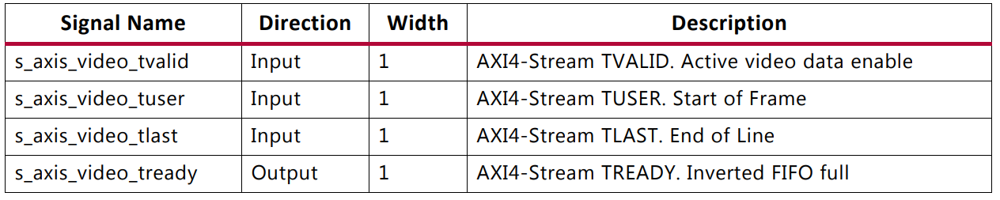 Signal Name Direction Width Description
s_axis_video_tvalid Input 1 AXI4-Stream TVALID. Active video data enable
s_axis_video_tuser Input 1 AXI4-Stream TUSER. Start of Frame
s_axis_video_tlast Input 1 AXI4-Stream TLAST. End of Line
s_axis_video_tready Output 1 AXI4-Stream TREADY. Inverted FIFO full